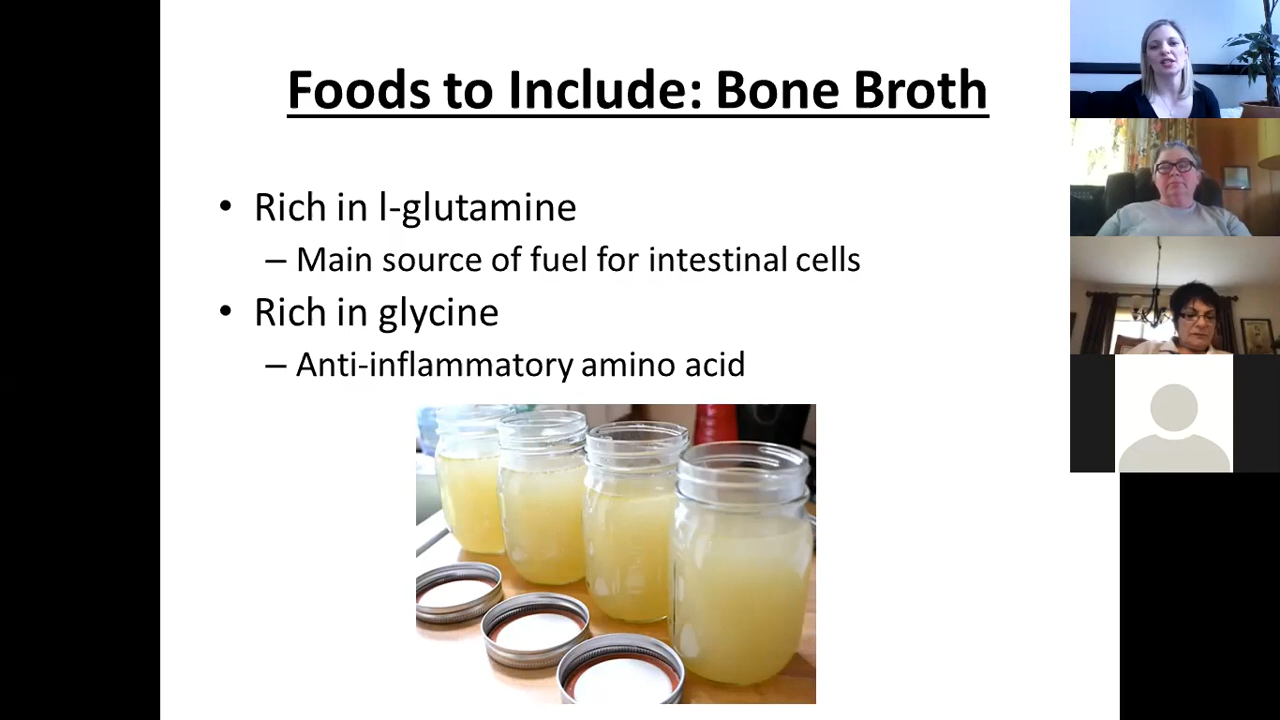 Foods to Include: Bone Broth
• Rich in l-glutamine
– Main source of fuel for intestinal cells
• Rich in glycine
– Anti-inflammatory amino acid